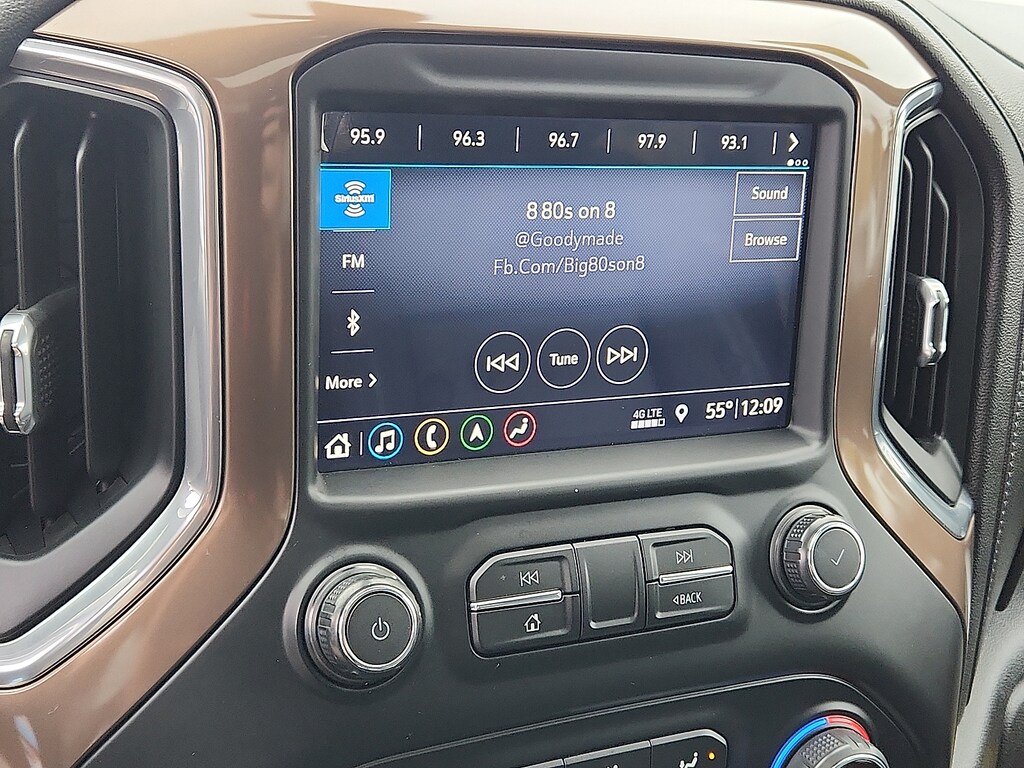 95.9 | 96.3 | 96.7 | 97.9 | 93.1
SiriusXM
8 80s on 8
Sound
@Goodymade
Browse
FM
Fb.Com/Big80son8
Tune
More
4G LTE
55° 12:09
BACK